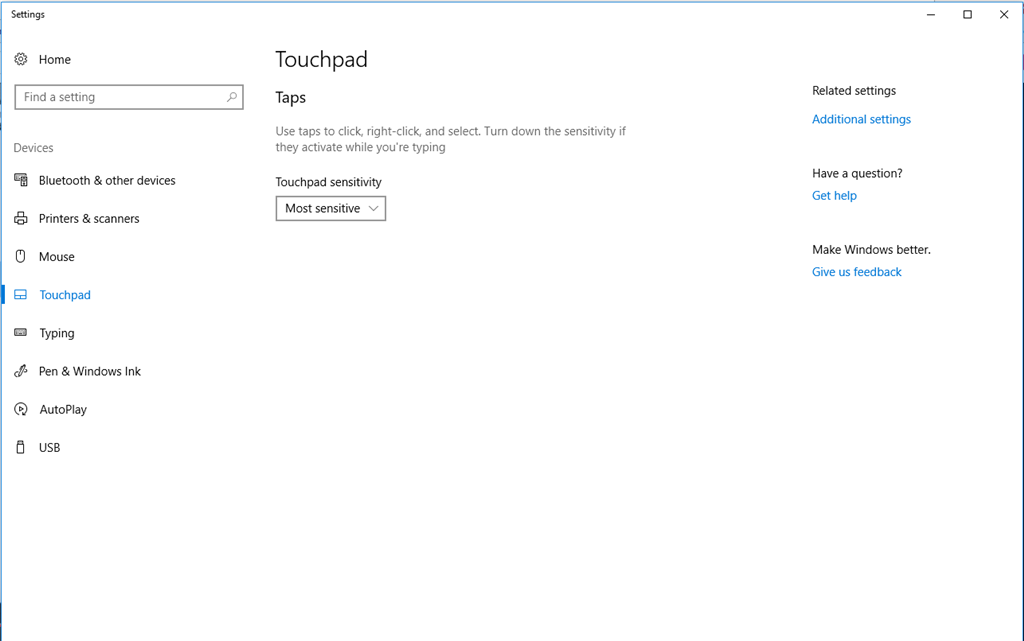 Settings
Home
Find a setting
Devices
Bluetooth & other devices
Printers & scanners
Mouse
Touchpad
Typing
Pen & Windows Ink
AutoPlay
USB
Touchpad
Taps
Use taps to click, right-click, and select. Turn down the sensitivity if
they activate while you're typing
Touchpad sensitivity
Most sensitive
Related settings
Additional settings
Have a question?
Get help
Make Windows better.
Give us feedback